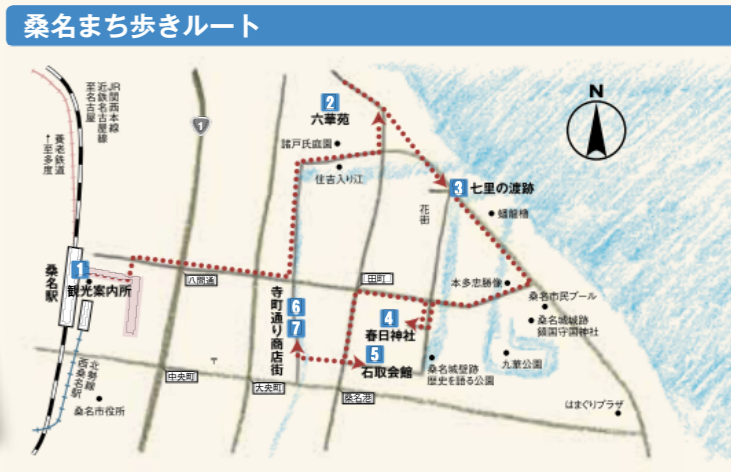 桑名まち歩きルート
JR関西本線
近鉄名古屋線
至名古屋
養老鉄道
↑至多度
1
2
六華苑
諸戸氏庭園
住吉入り江
N
3 七里の渡跡
花街
蟠龍櫓
桑名駅
1
観光案内所
八間通
田町
本多忠勝像
桑名市民プール
桑名城城跡
鎮国守国神社
寺町通り商店街
6
7
4
春日神社
5
石取会館
桑名城壁跡
歴史を語る公園
九華公園
北勢線
西桑名駅
〒
中央町
大央町
桑名港
桑名市役所
はまぐりプラザ